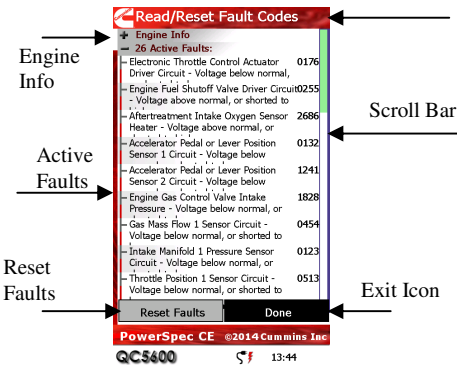 Read/Reset Fault Codes
Engine Info
Engine Info
26 Active Faults:
Electronic Throttle Control Actuator 0176
Driver Circuit - Voltage below normal,
Engine Fuel Shutoff Valve Driver Circuit 0255
- Voltage above normal, or shorted to
Aftertreatment Intake Oxygen Sensor 2686
Heater - Voltage above normal, or
Scroll Bar
Accelerator Pedal or Lever Position 0132
Sensor 1 Circuit - Voltage below
Active Faults
Accelerator Pedal or Lever Position 1241
Sensor 2 Circuit - Voltage below
Engine Gas Control Valve Intake 1828
Pressure - Voltage below normal, or
Gas Mass Flow 1 Sensor Circuit - 0454
Voltage below normal, or shorted to
Intake Manifold 1 Pressure Sensor 0123
Circuit - Voltage below normal, or
Reset Faults
Throttle Position 1 Sensor Circuit - 0513
Voltage below normal, or shorted to
Exit Icon
Reset Faults Done
PowerSpec CE ©2014 Cummins Inc
QC5600 13:44